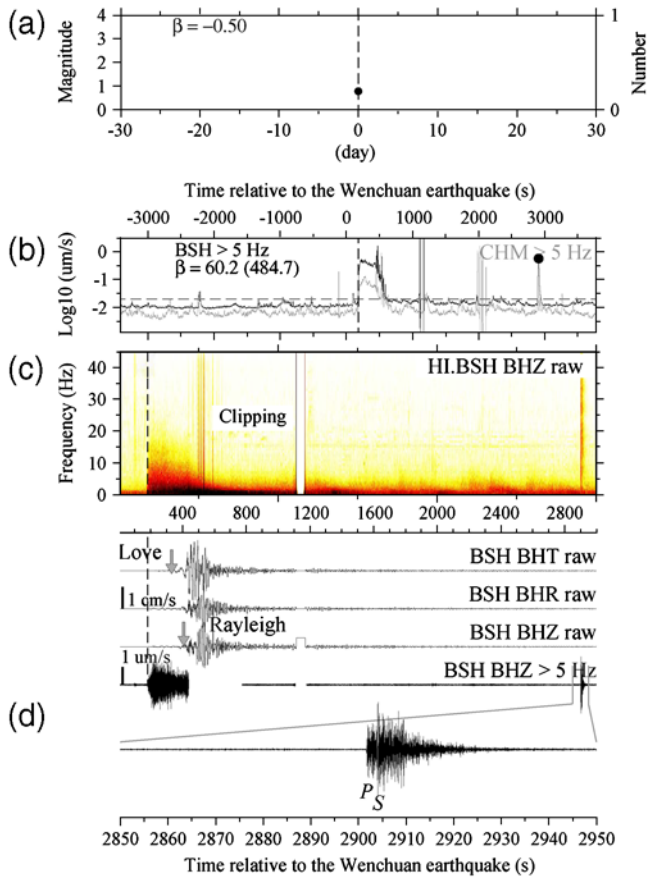 (a)
4
3
2
1
0
Magnitude
β = −0.50
1
0
Number
-30 -20 -10 0 10 20 30
(day)
Time relative to the Wenchuan earthquake (s)
-3000 -2000 -1000 0 1000 2000 3000
(b)
0
-1
-2
Log10 (um/s)
BSH > 5 Hz
β = 60.2 (484.7)
CHM > 5 Hz
(c)
40
30
20
10
0
Frequency (Hz)
HI.BSH BHZ raw
Clipping
400 800 1200 1600 2000 2400 2800
Love
BSH BHT raw
1 cm/s
BSH BHR raw
Rayleigh
BSH BHZ raw
1 um/s
BSH BHZ > 5 Hz
(d)
P
S
2850 2860 2870 2880 2890 2900 2910 2920 2930 2940 2950
Time relative to the Wenchuan earthquake (s)